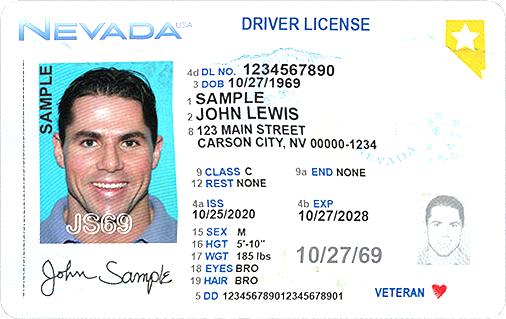 NEVADA USA DRIVER LICENSE
SAMPLE
4d DL NO. 1234567890
3 DOB 10/27/1969
1 SAMPLE
2 JOHN LEWIS
8 123 MAIN STREET
CARSON CITY, NV 00000-1234
NEVADA
9 CLASS C 9a END NONE
12 REST NONE
4a ISS 4b EXP
10/25/2020 10/27/2028
JS69
15 SEX M
16 HGT 5'-10"
17 WGT 185 lbs
10/27/69
18 EYES BRO
19 HAIR BRO
John Sample
5 DD 12345678901234567890​1
VETERAN